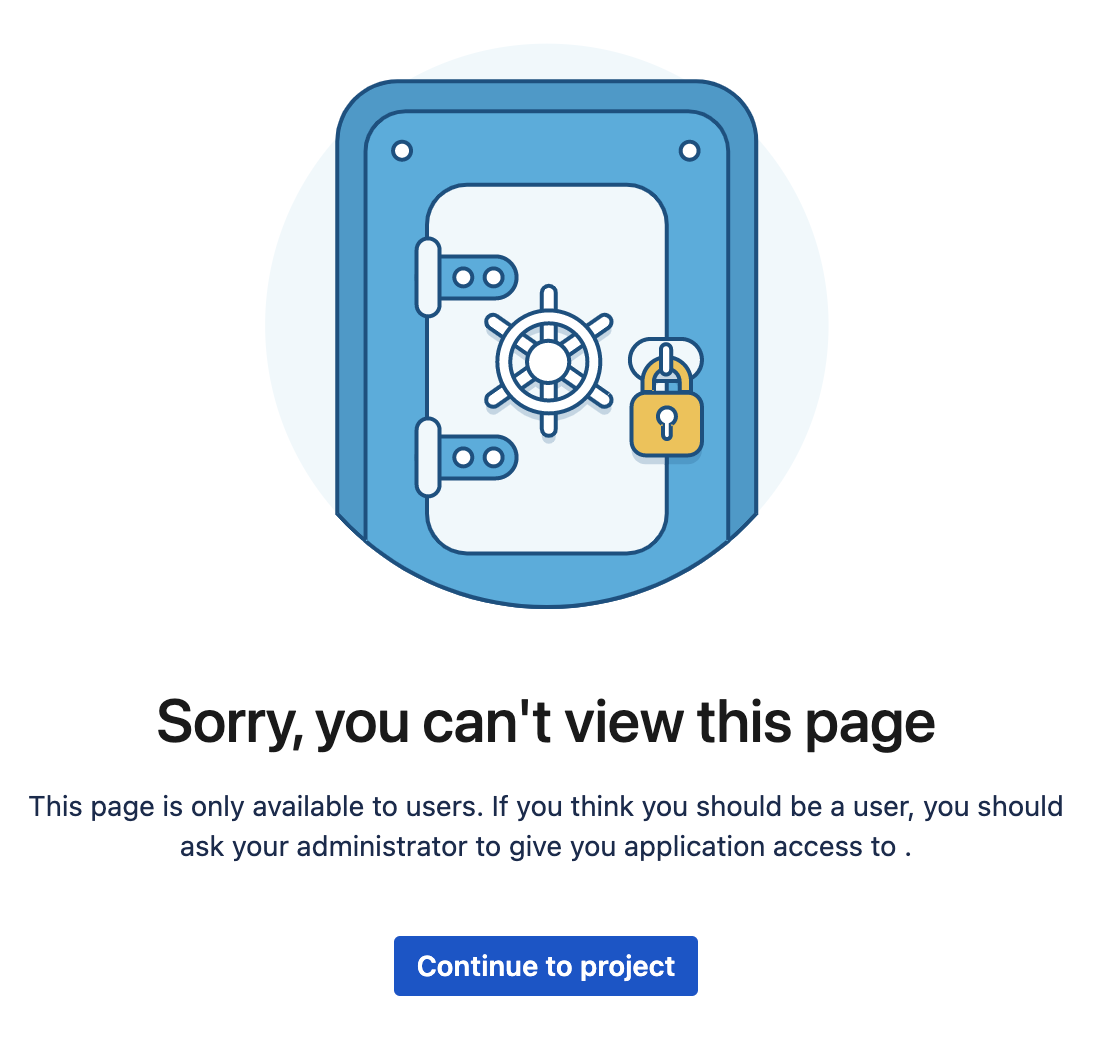 Sorry, you can't view this page
This page is only available to users. If you think you should be a user, you should
ask your administrator to give you application access to .
Continue to project